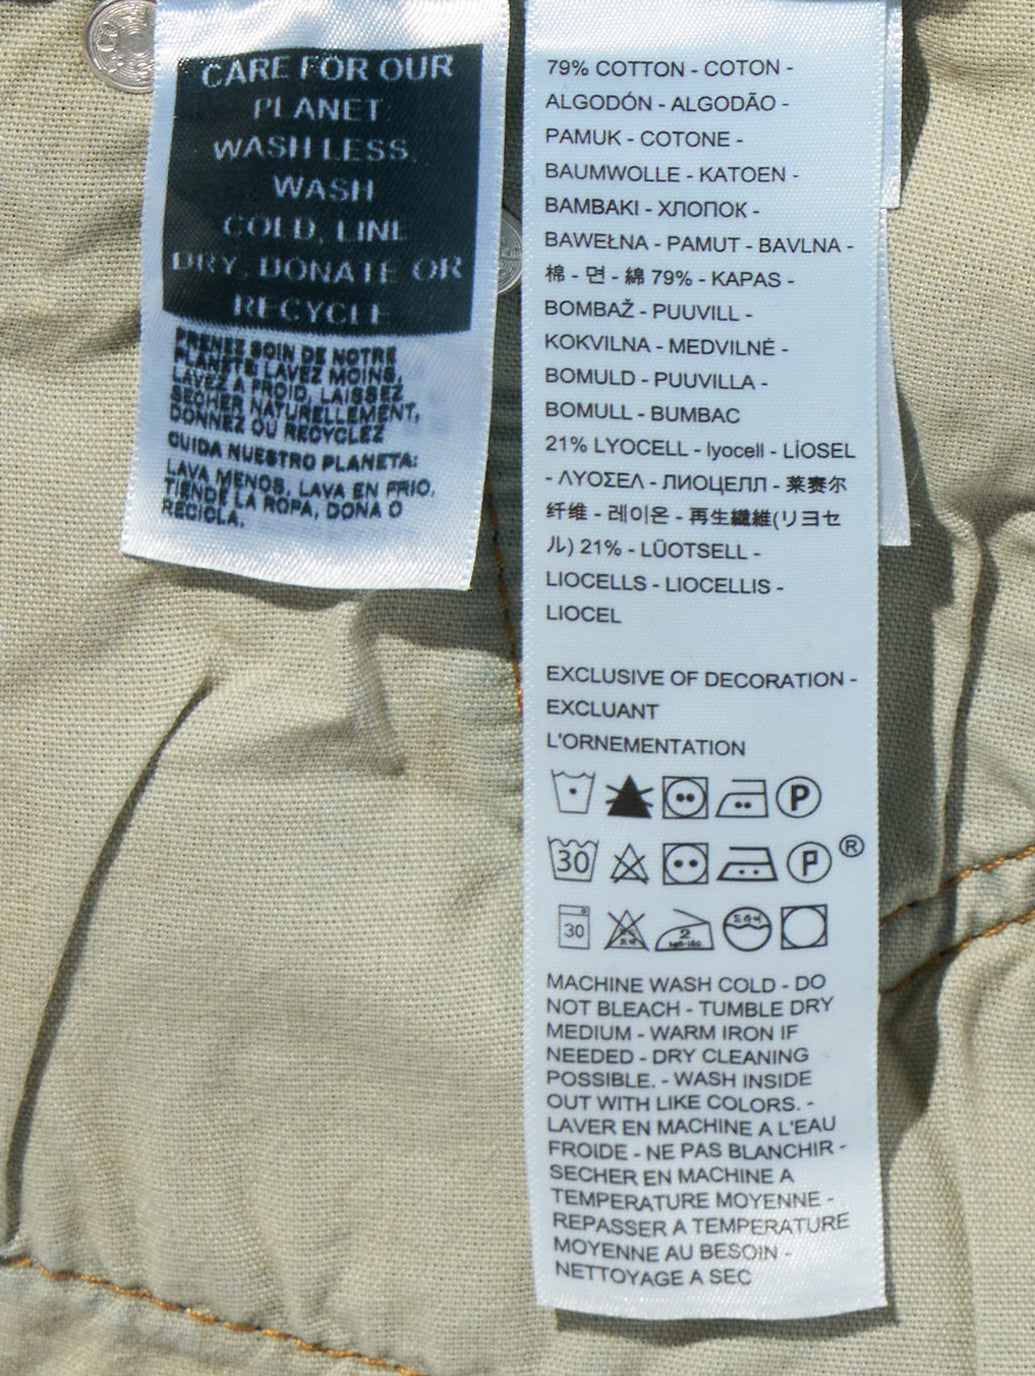 CARE FOR OUR
PLANET
WASH LESS,
WASH
COLD, LINE
DRY, DONATE OR
RECYCLE
PRENEZ SOIN DE NOTRE
PLANETE: LAVEZ MOINS,
LAVEZ A FROID, LAISSEZ
SECHER NATURELLEMENT,
DONNEZ OU RECYCLEZ
CUIDA NUESTRO PLANETA:
LAVA MENOS, LAVA EN FRIO,
TIENDE LA ROPA, DONA O
RECICLA.
79% COTTON - COTON -
ALGODÓN - ALGODÃO -
PAMUK - COTONE -
BAUMWOLLE - KATOEN -
BAMBAKI - ХЛОПОК -
BAWEŁNA - PAMUT - BAVLNA -
棉 - 면 - 綿 79% - KAPAS -
BOMBAŽ - PUUVILL -
KOKVILNA - MEDVILNĖ -
BOMULD - PUUVILLA -
BOMULL - BUMBAC
21% LYOCELL - lyocell - LİOSEL
- ΛΥΟΣΕΛ - ЛИОЦЕЛЛ - 莱赛尔
纤维 - 레이온 - 再生繊維(リヨセ
ル) 21% - LÜOTSELL -
LIOCELLS - LIOCELLIS -
LIOCEL
EXCLUSIVE OF DECORATION -
EXCLUANT
L'ORNEMENTATION
P
30 P ®
30 2 드라이
MACHINE WASH COLD - DO
NOT BLEACH - TUMBLE DRY
MEDIUM - WARM IRON IF
NEEDED - DRY CLEANING
POSSIBLE. - WASH INSIDE
OUT WITH LIKE COLORS. -
LAVER EN MACHINE A L'EAU
FROIDE - NE PAS BLANCHIR -
SECHER EN MACHINE A
TEMPERATURE MOYENNE -
REPASSER A TEMPERATURE
MOYENNE AU BESOIN -
NETTOYAGE A SEC